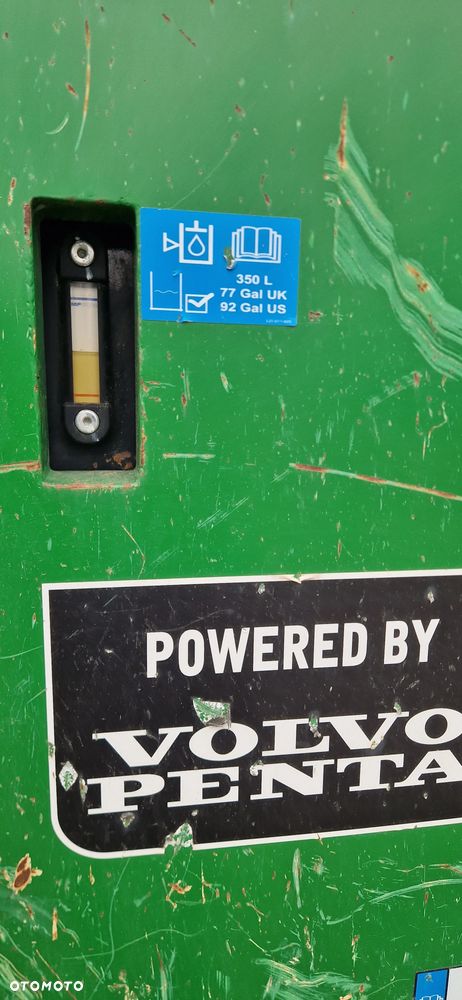 350 L
77 Gal UK
92 Gal US
POWERED BY
VOLVO
PENTA
OTOMOTO